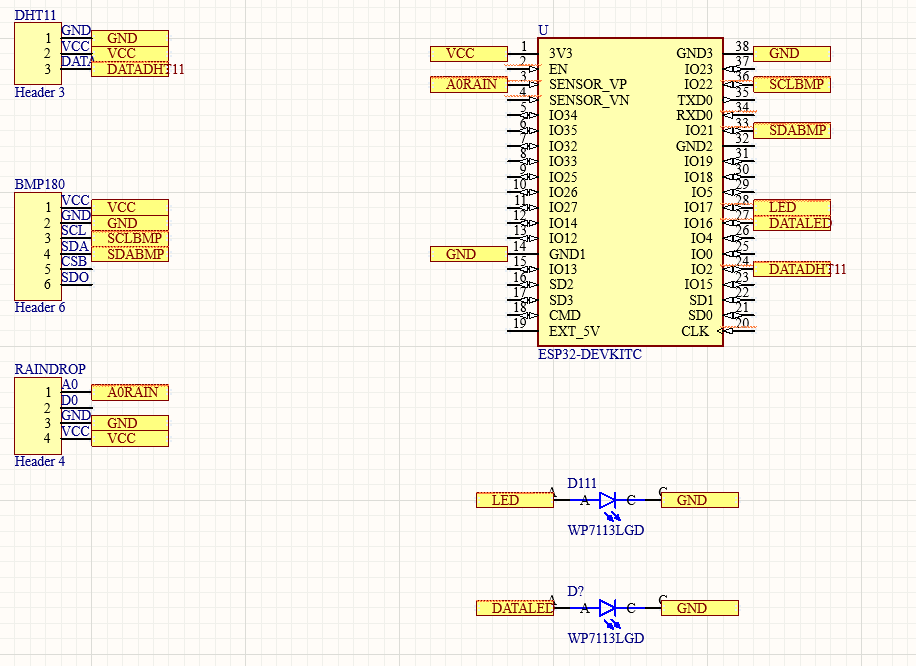 DHT11
GND
1 GND
VCC
2 VCC
DATA
3 DATADHT11
Header 3
BMP180
VCC
1 VCC
GND
2 GND
SCL
3 SCLBMP
SDA
4 SDABMP
CSB
5
SDO
6
Header 6
RAINDROP
A0
1 A0RAIN
D0
2
GND
3 GND
VCC
4 VCC
Header 4
U
VCC 1 3V3 GND3 38 GND
2 EN IO23 37
A0RAIN 3 SENSOR_VP IO22 36 SCLBMP
4 SENSOR_VN TXD0 35
5 IO34 RXD0 34
6 IO35 IO21 33 SDABMP
7 IO32 GND2 32
8 IO33 IO19 31
9 IO25 IO18 30
10 IO26 IO5 29
11 IO27 IO17 28 LED
12 IO14 IO16 27 DATALED
13 IO12 IO4 26
GND 14 GND1 IO0 25
15 IO13 IO2 24 DATADHT11
16 SD2 IO15 23
17 SD3 SD1 22
18 CMD SD0 21
19 EXT_5V CLK 20
ESP32-DEVKITC
D111
LED A A C C GND
WP7113LGD
D?
DATALED A A C C GND
WP7113LGD